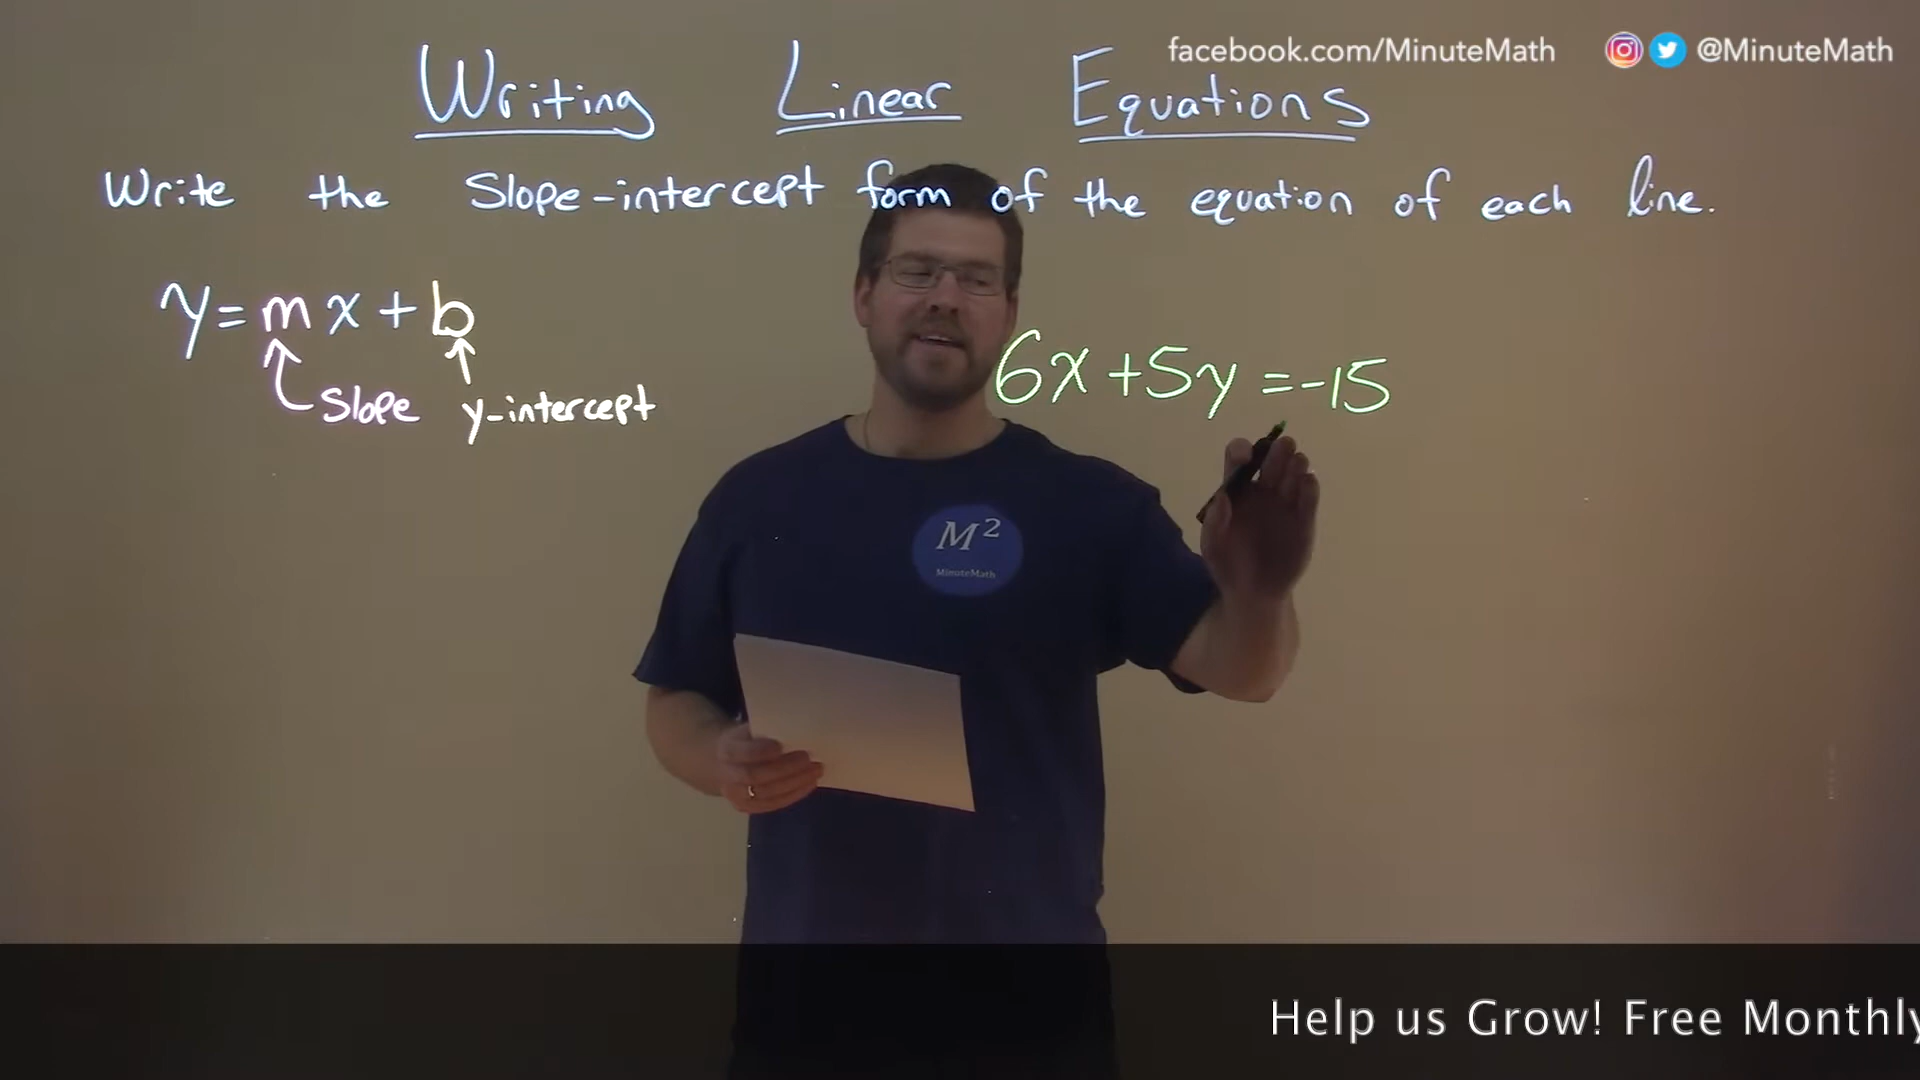 facebook.com/MinuteMath @MinuteMath
Writing Linear Equations
Write the Slope-intercept form of the equation of each line.
y=mx+b
Slope y-intercept
6x+5y=-15
M²
MinuteMath
Help us Grow! Free Monthly